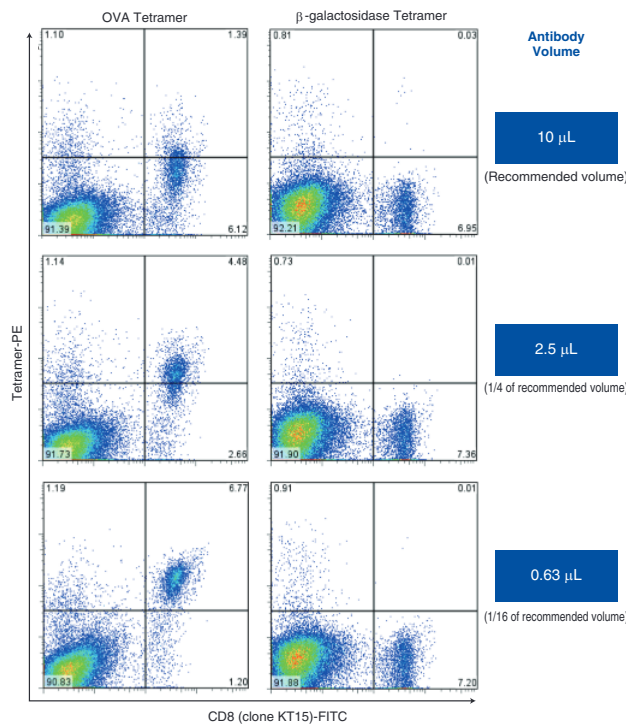 OVA Tetramer
β-galactosidase Tetramer
Antibody
Volume
1.10
1.39
0.81
0.03
10 µL
(Recommended volume)
91.39
6.12
92.21
6.95
1.14
4.48
0.73
0.01
Tetramer-PE
2.5 µL
(1/4 of recommended volume)
91.73
2.66
91.90
7.36
1.19
6.77
0.91
0.01
0.63 µL
(1/16 of recommended volume)
90.83
1.20
91.88
7.20
CD8 (clone KT15)-FITC